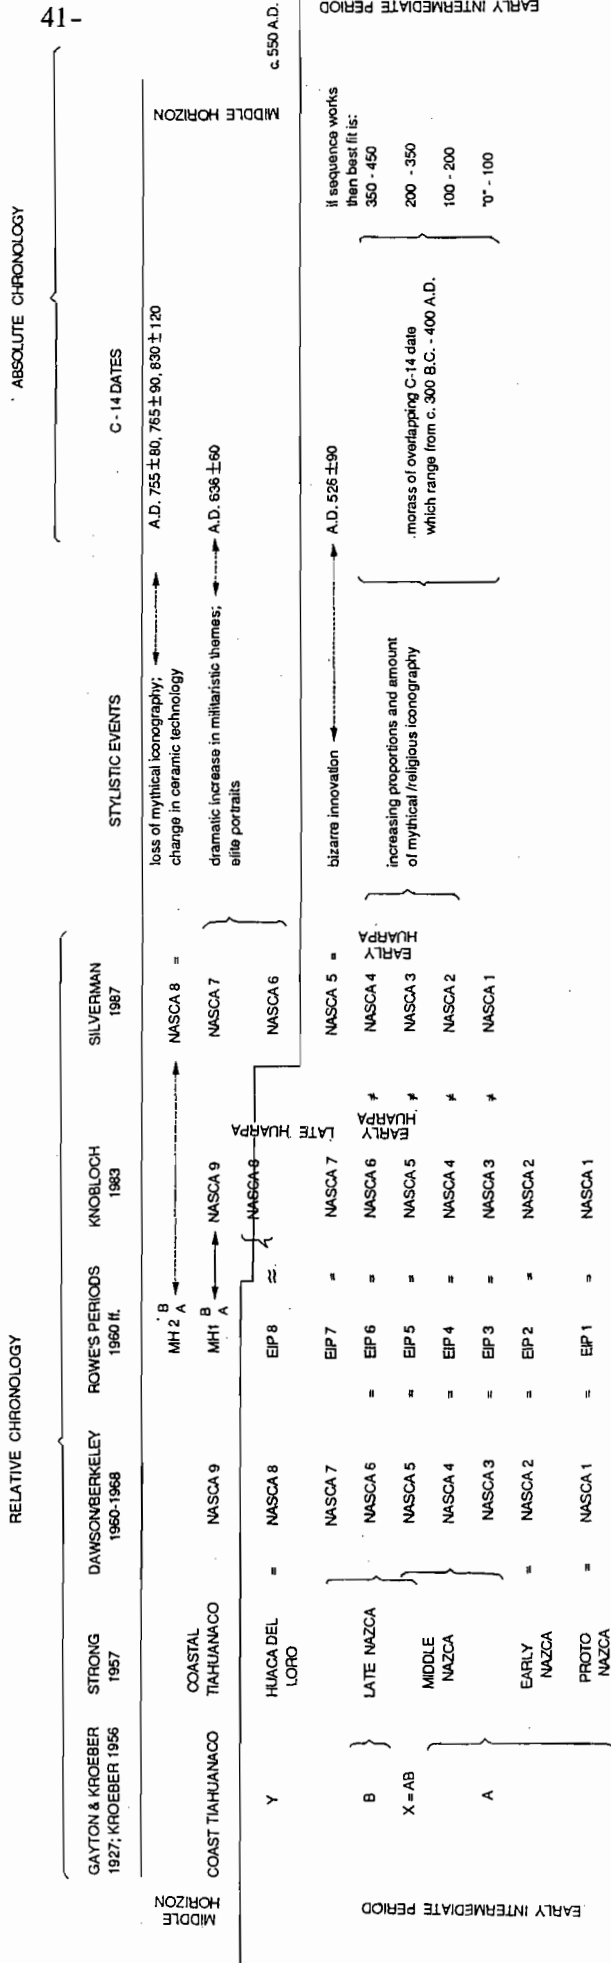 41-
RELATIVE CHRONOLOGY
ABSOLUTE CHRONOLOGY
GAYTON & KROEBER
1927; KROEBER 1956
STRONG
1957
DAWSON/BERKELEY
1960-1968
ROWE'S PERIODS
1960 ff.
KNOBLOCH
1983
SILVERMAN
1987
STYLISTIC EVENTS
C-14 DATES
MIDDLE
HORIZON
COAST TIAHUANACO
COASTAL
TIAHUANACO
NASCA 9
MH 2 B
A
MH1 B
A
NASCA 9
NASCA 8 =
NASCA 7
loss of mythical iconography;
change in ceramic technology
A.D. 755±80, 765±90, 830±120
dramatic increase in militaristic themes;
elite portraits
A.D. 636±60
MIDDLE HORIZON
c. 550 A.D.
EARLY INTERMEDIATE PERIOD
Y
HUACA DEL
LORO
= NASCA 8
EIP 8 ≈
NASCA 8
NASCA 6
LATE HUARPA
NASCA 7
EIP 7 =
NASCA 7
NASCA 5 =
bizarre innovation
A.D. 526±90
if sequence works
then best fit is:
B
LATE NAZCA
NASCA 6 =
EIP 6 =
NASCA 6
EARLY
HUARPA
≠
NASCA 4
EARLY
HUARPA
350 - 450
X = AB
NASCA 5 =
EIP 5 =
NASCA 5
≠
NASCA 3
increasing proportions and amount
of mythical /religious iconography
morass of overlapping C-14 date
which range from c. 300 B.C. - 400 A.D.
200 - 350
MIDDLE
NAZCA
NASCA 4 =
EIP 4 =
NASCA 4
≠
NASCA 2
100 - 200
A
NASCA 3 =
EIP 3 =
NASCA 3
≠
NASCA 1
"0" - 100
EARLY
NAZCA
= NASCA 2 =
EIP 2 =
NASCA 2
PROTO
NAZCA
= NASCA 1 =
EIP 1 =
NASCA 1
EARLY INTERMEDIATE PERIOD